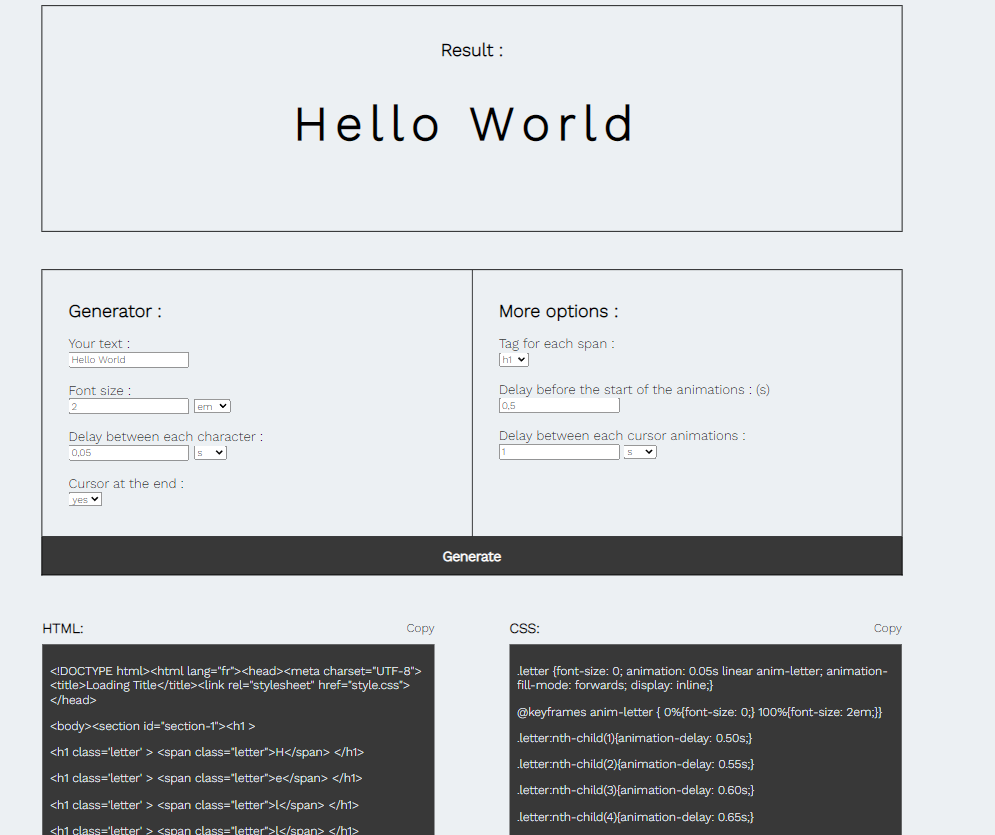 Result :
Hello World
Generator :
Your text :
Hello World
Font size :
2 em
Delay between each character :
0,05 s
Cursor at the end :
yes
More options :
Tag for each span :
h1
Delay before the start of the animations : (s)
0,5
Delay between each cursor animations :
1 s
Generate
HTML: Copy
<!DOCTYPE html><html lang="fr"><head><meta charset="UTF-8">
<title>Loading Title</title><link rel="stylesheet" href="style.css">
</head>
<body><section id="section-1"><h1 >
<h1 class='letter' > <span class="letter">H</span> </h1>
<h1 class='letter' > <span class="letter">e</span> </h1>
<h1 class='letter' > <span class="letter">l</span> </h1>
<h1 class='letter' > <span class="letter">l</span> </h1>
CSS: Copy
.letter {font-size: 0; animation: 0.05s linear anim-letter; animation-
fill-mode: forwards; display: inline;}
@keyframes anim-letter { 0%{font-size: 0;} 100%{font-size: 2em;}}
.letter:nth-child(1){animation-delay: 0.50s;}
.letter:nth-child(2){animation-delay: 0.55s;}
.letter:nth-child(3){animation-delay: 0.60s;}
.letter:nth-child(4){animation-delay: 0.65s;}